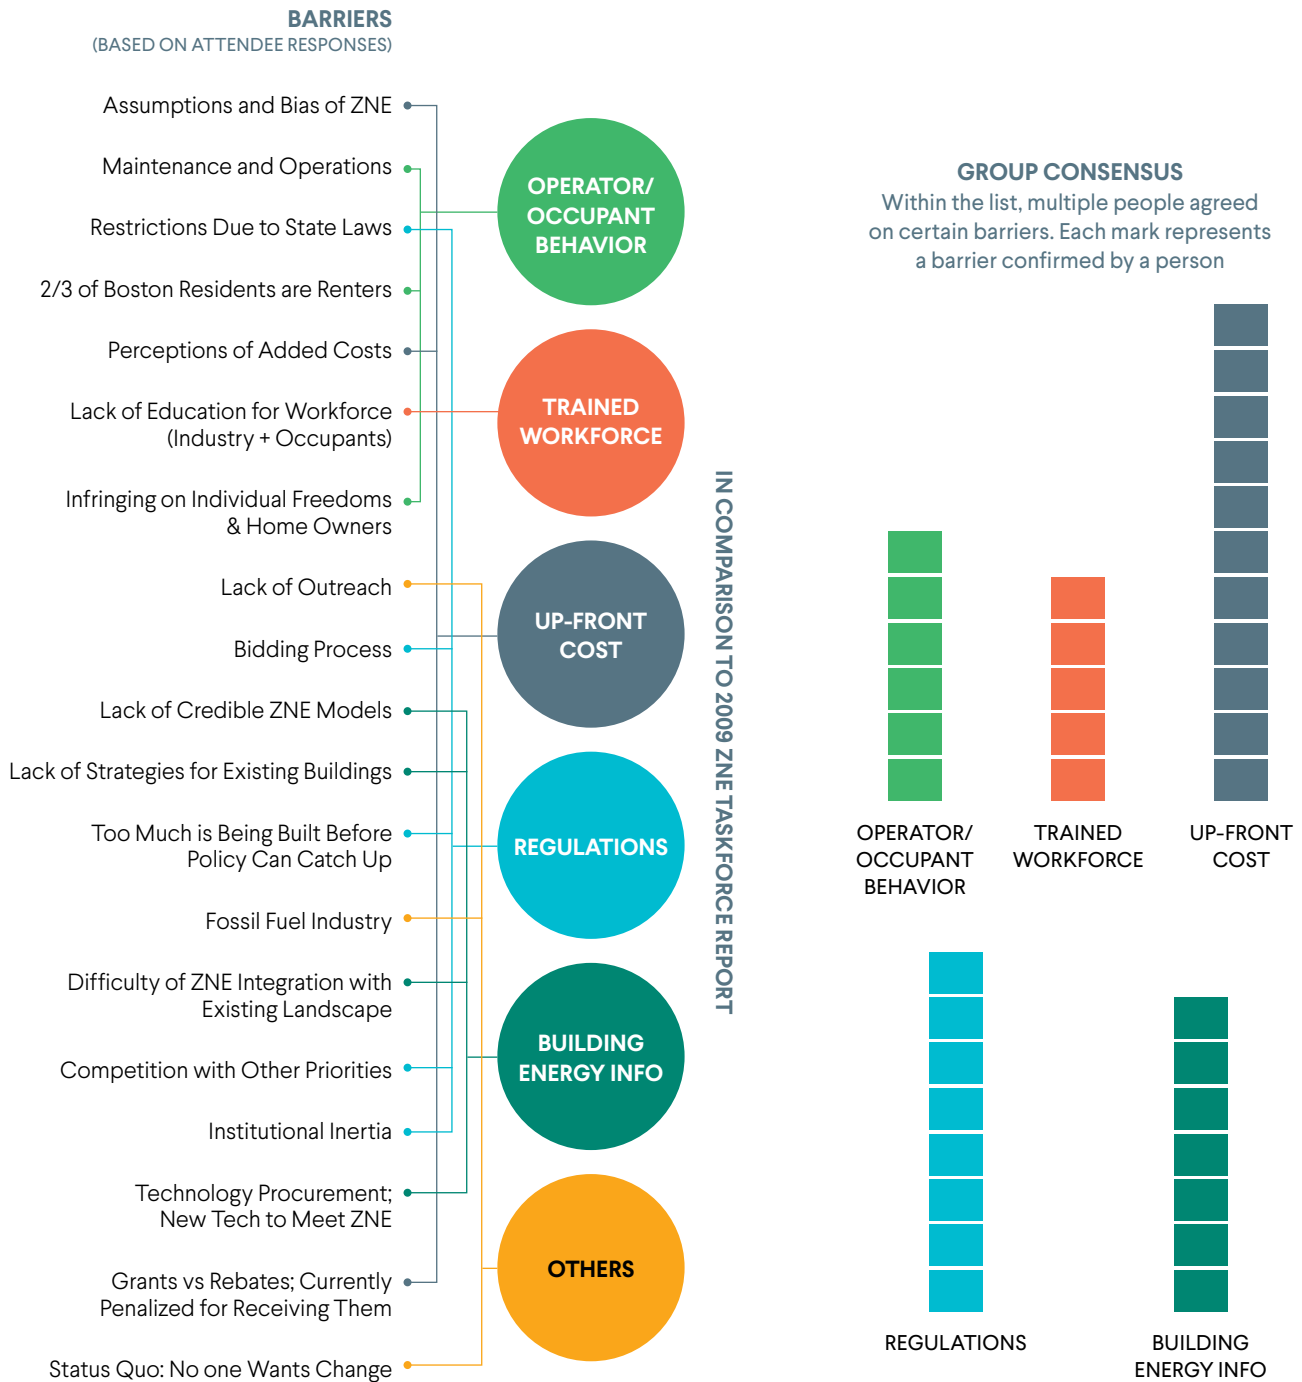 BARRIERS
(BASED ON ATTENDEE RESPONSES)
Assumptions and Bias of ZNE
Maintenance and Operations
Restrictions Due to State Laws
2/3 of Boston Residents are Renters
Perceptions of Added Costs
Lack of Education for Workforce
(Industry + Occupants)
Infringing on Individual Freedoms
& Home Owners
Lack of Outreach
Bidding Process
Lack of Credible ZNE Models
Lack of Strategies for Existing Buildings
Too Much is Being Built Before
Policy Can Catch Up
Fossil Fuel Industry
Difficulty of ZNE Integration with
Existing Landscape
Competition with Other Priorities
Institutional Inertia
Technology Procurement;
New Tech to Meet ZNE
Grants vs Rebates; Currently
Penalized for Receiving Them
Status Quo: No one Wants Change
OPERATOR/
OCCUPANT
BEHAVIOR
TRAINED
WORKFORCE
UP-FRONT
COST
REGULATIONS
BUILDING
ENERGY INFO
OTHERS
IN COMPARISON TO 2009 ZNE TASKFORCE REPORT
GROUP CONSENSUS
Within the list, multiple people agreed
on certain barriers. Each mark represents
a barrier confirmed by a person
OPERATOR/
OCCUPANT
BEHAVIOR
TRAINED
WORKFORCE
UP-FRONT
COST
REGULATIONS
BUILDING
ENERGY INFO